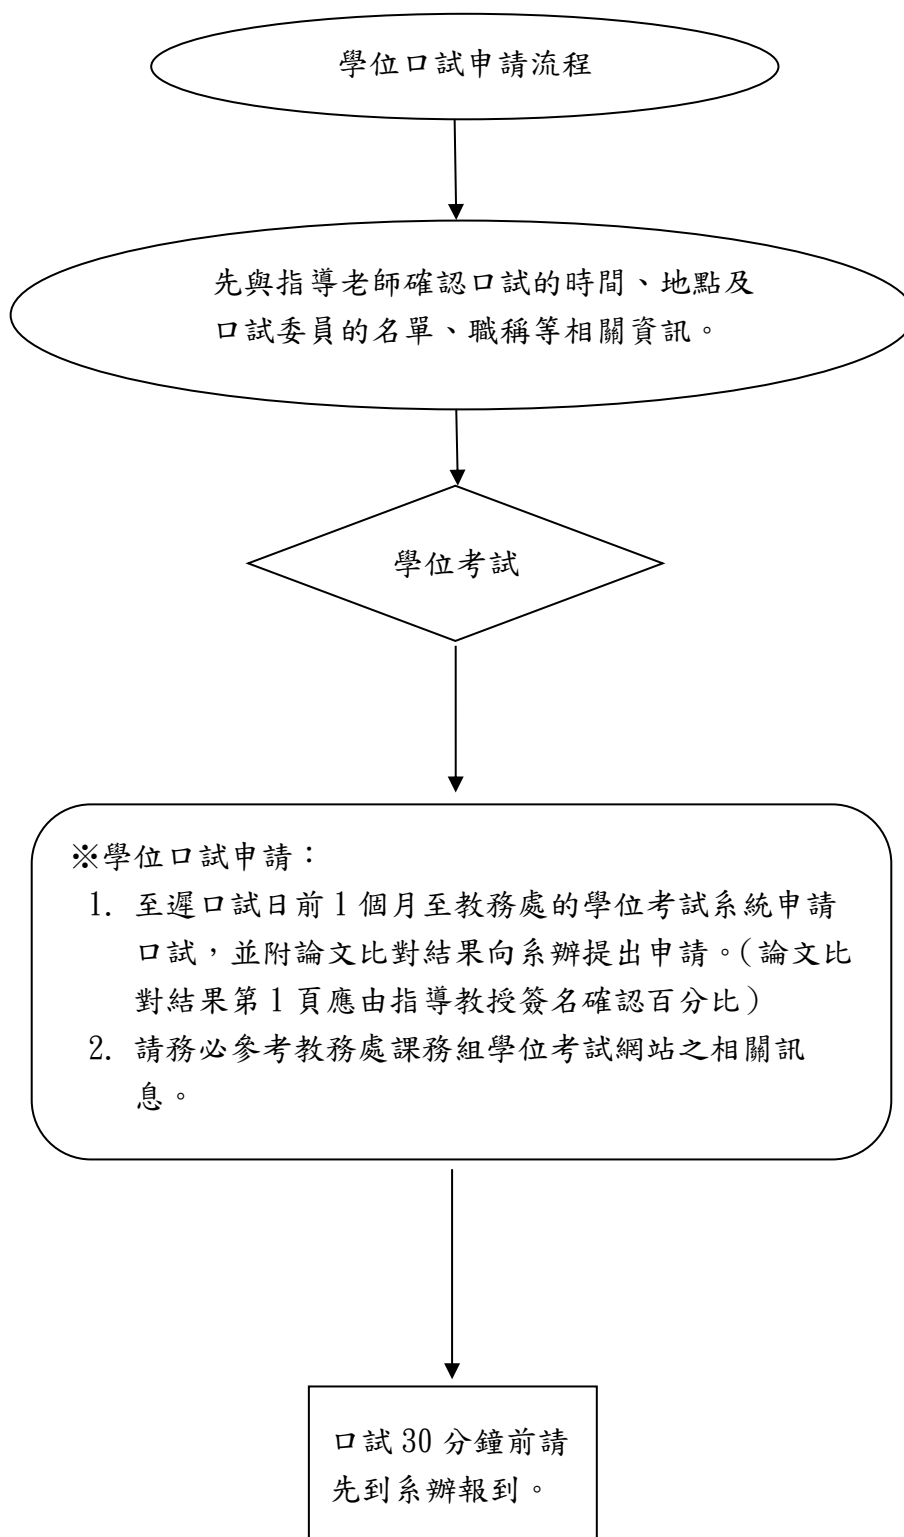 學位口試申請流程
先與指導老師確認口試的時間、地點及
口試委員的名單、職稱等相關資訊。
學位考試
※學位口試申請：
1. 至遲口試日前 1 個月至教務處的學位考試系統申請
口試，並附論文比對結果向系辦提出申請。(論文比
對結果第 1 頁應由指導教授簽名確認百分比)
2. 請務必參考教務處課務組學位考試網站之相關訊
息。
口試 30 分鐘前請
先到系辦報到。